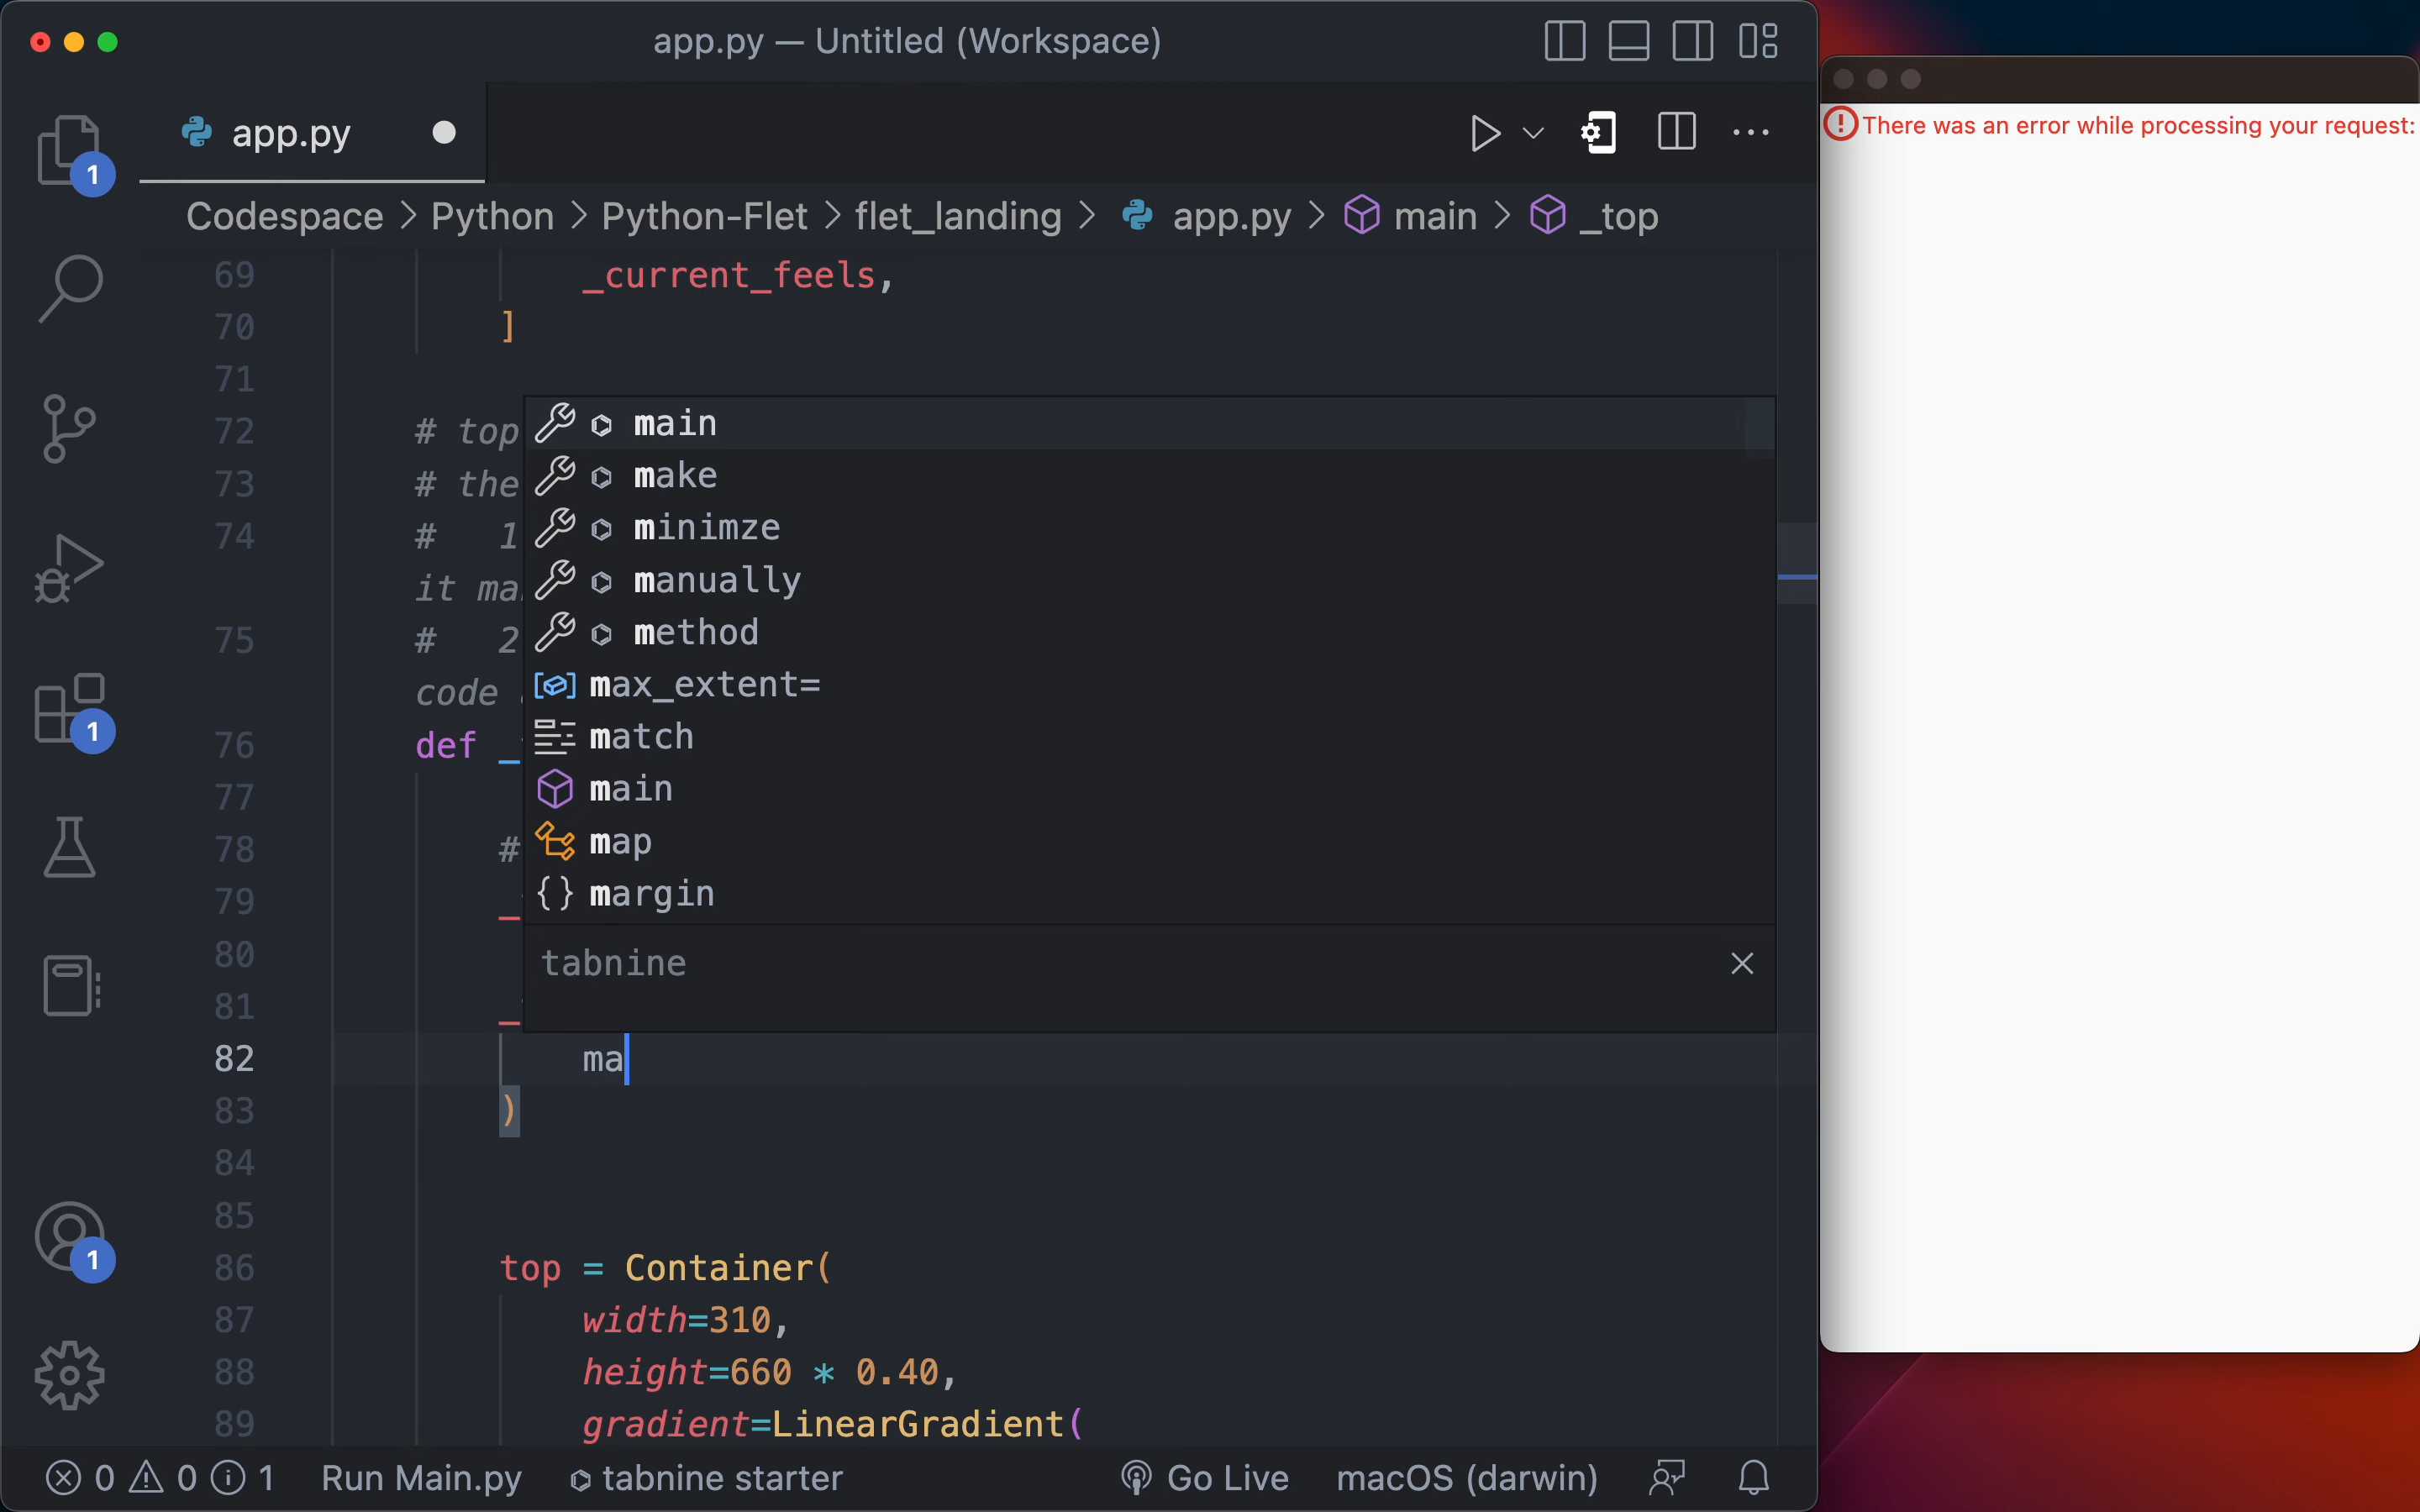 app.py — Untitled (Workspace)
app.py
Codespace > Python > Python-Flet > flet_landing > app.py > main > _top
69 _current_feels,
70 ]
71
72 # top
73 # the
74 # 1
it ma
75 # 2
code
76 def _
77
78 #
79 _
80
81 _
82 ma
83 )
84
85
86 top = Container(
87 width=310,
88 height=660 * 0.40,
89 gradient=LinearGradient(
main
make
minimze
manually
method
max_extent=
match
main
map
margin
tabnine
1
1
1
0 0 1 Run Main.py tabnine starter Go Live macOS (darwin)
There was an error while processing your request: